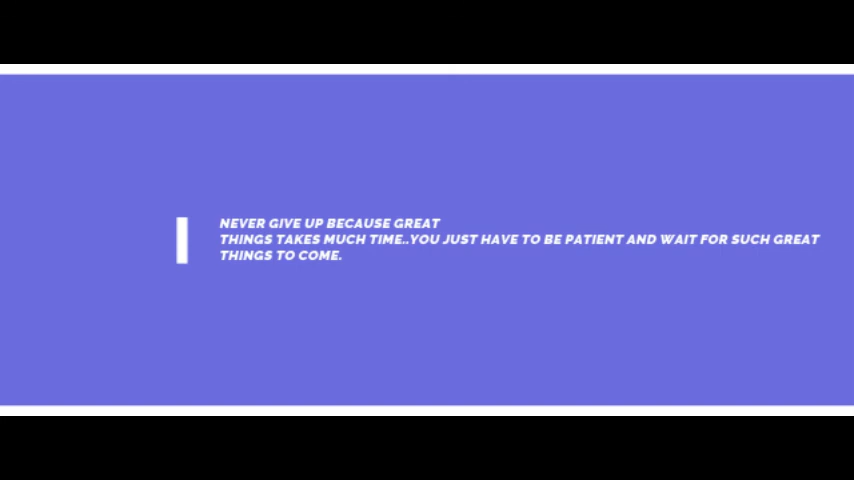 NEVER GIVE UP BECAUSE GREAT
THINGS TAKES MUCH TIME..YOU JUST HAVE TO BE PATIENT AND WAIT FOR SUCH GREAT
THINGS TO COME.